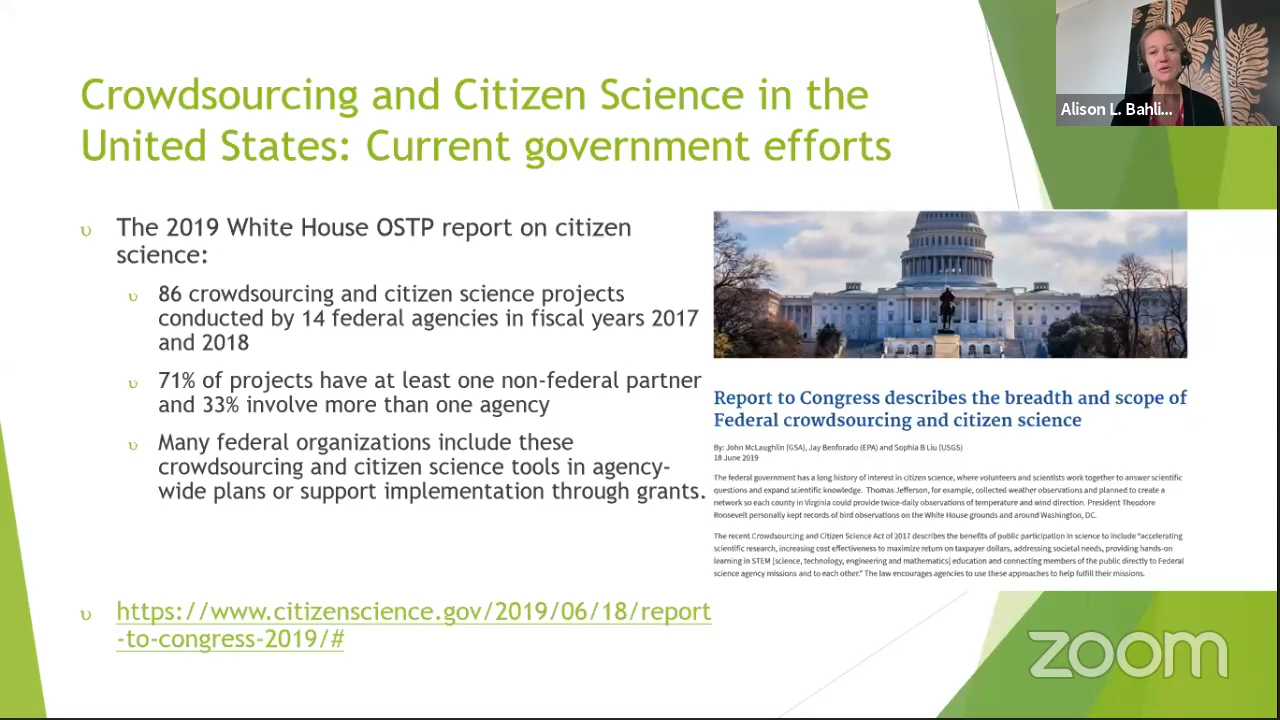 Crowdsourcing and Citizen Science in the
United States: Current government efforts
Alison L. Bahli...
The 2019 White House OSTP report on citizen
science:
86 crowdsourcing and citizen science projects
conducted by 14 federal agencies in fiscal years 2017
and 2018
71% of projects have at least one non-federal partner
and 33% involve more than one agency
Many federal organizations include these
crowdsourcing and citizen science tools in agency-
wide plans or support implementation through grants.
https://www.citizenscience.gov/2019/06/18/report
-to-congress-2019/#
Report to Congress describes the breadth and scope of
Federal crowdsourcing and citizen science
By: John McLaughlin (GSA), Jay Benforado (EPA) and Sophia B Liu (USGS)
18 June 2019
The federal government has a long history of interest in citizen science, where volunteers and scientists work together to answer scientific
questions and expand scientific knowledge. Thomas Jefferson, for example, collected weather observations and planned to create a
network so each county in Virginia could provide twice-daily observations of temperature and wind direction. President Theodore
Roosevelt personally kept records of bird observations on the White House grounds and around Washington, DC.
The recent Crowdsourcing and Citizen Science Act of 2017 describes the benefits of public participation in science to include "accelerating
scientific research, increasing cost effectiveness to maximize return on taxpayer dollars, addressing societal needs, providing hands-on
learning in STEM [science, technology, engineering and mathematics] education and connecting members of the public directly to Federal
science agency missions and to each other." The law encourages agencies to use these approaches to help fulfill their missions.
zoom